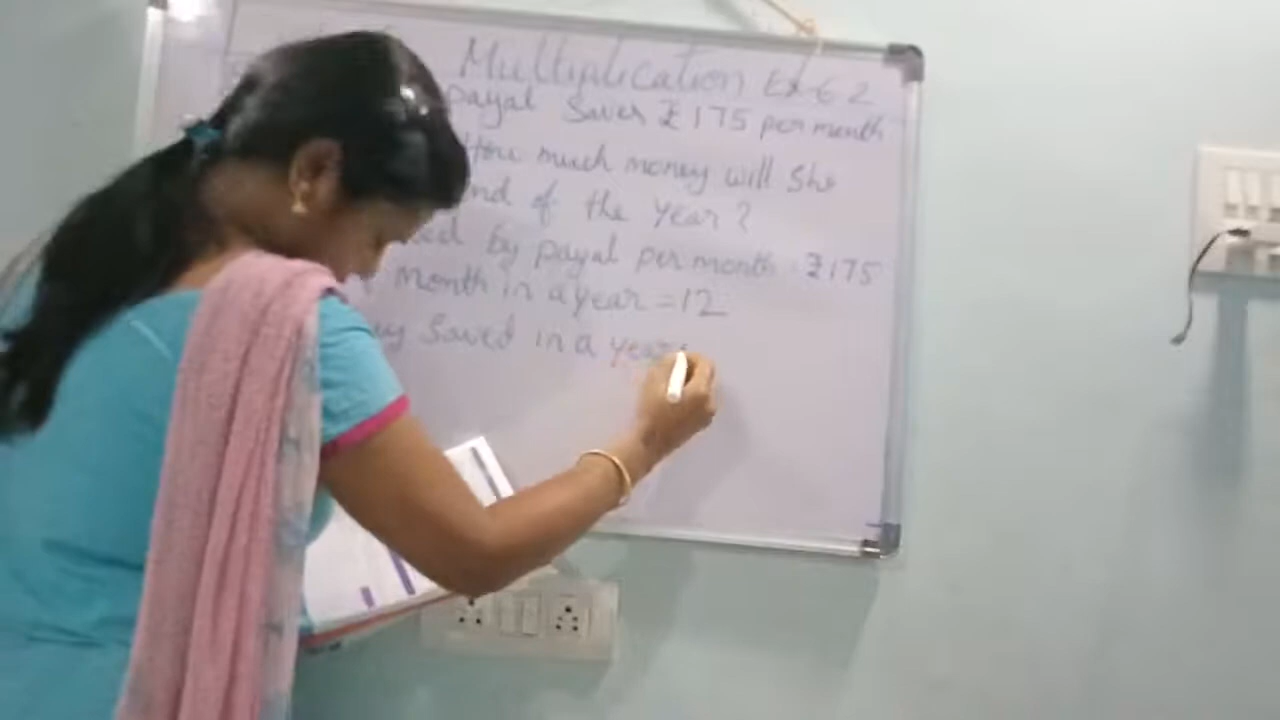 Multiplication Ex 6.2
Payal Saves ₹175 per month
How much money will She
end of the Year?
by payal per month : ₹175
Month in a year = 12
Saved in a year